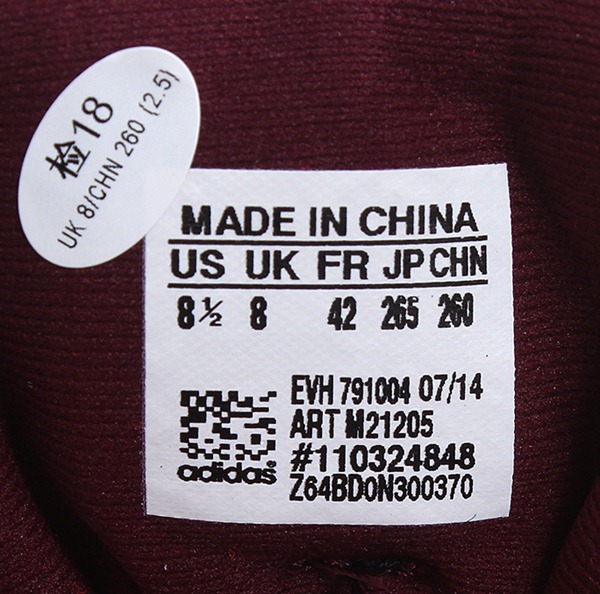 检18
UK 8/CHN 260 (2.5)
MADE IN CHINA
US UK FR JP CHN
8½ 8 42 265 260
EVH 791004 07/14
ART M21205
#110324848
Z64BD0N300370
adidas